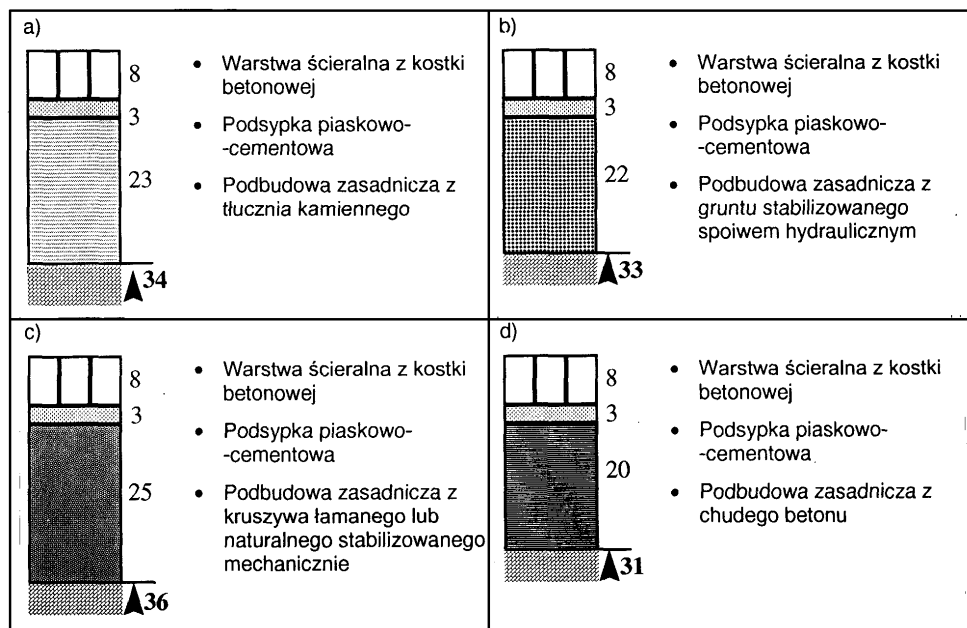 a)
8
3
23
34
• Warstwa ścieralna z kostki
betonowej
• Podsypka piaskowo-
-cementowa
• Podbudowa zasadnicza z
tłucznia kamiennego
b)
8
3
22
33
• Warstwa ścieralna z kostki
betonowej
• Podsypka piaskowo-
-cementowa
• Podbudowa zasadnicza z
gruntu stabilizowanego
spoiwem hydraulicznym
c)
8
3
25
36
• Warstwa ścieralna z kostki
betonowej
• Podsypka piaskowo-
-cementowa
• Podbudowa zasadnicza z
kruszywa łamanego lub
naturalnego stabilizowanego
mechanicznie
d)
8
3
20
31
• Warstwa ścieralna z kostki
betonowej
• Podsypka piaskowo-
-cementowa
• Podbudowa zasadnicza z
chudego betonu